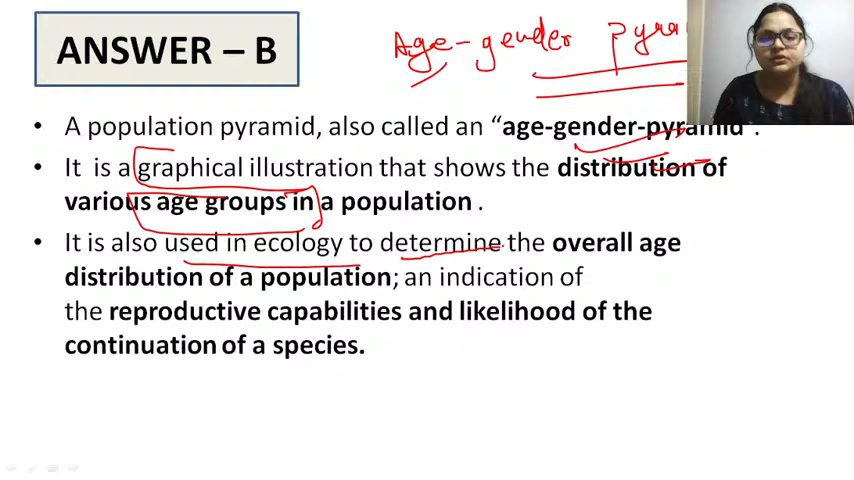 ANSWER – B
Age-gender
• A population pyramid, also called an “age-gender-pyramid”.
• It is a graphical illustration that shows the distribution of
various age groups in a population .
• It is also used in ecology to determine the overall age
distribution of a population; an indication of
the reproductive capabilities and likelihood of the
continuation of a species.